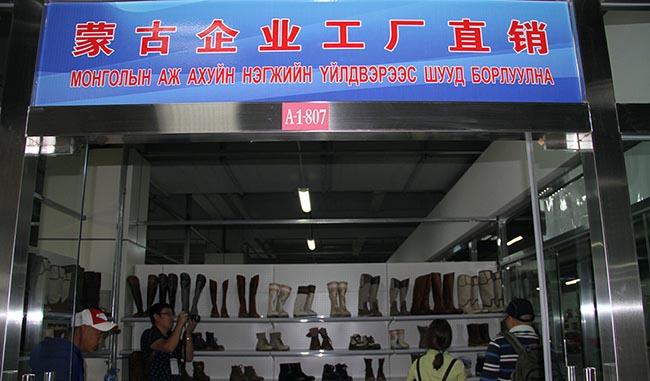 蒙古企业工厂直销
МОНГОЛЫН АЖ АХУЙН НЭГЖИЙН ҮЙЛДВЭРЭЭС ШУУД БОРЛУУЛНА
A-1-807